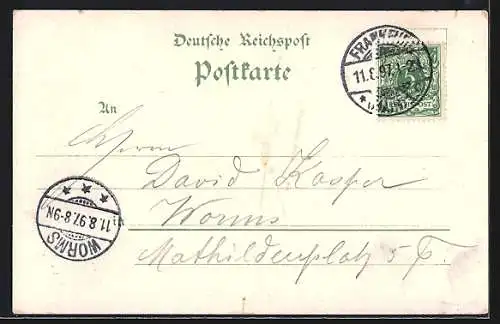 Deutsche Reichspost
Postkarte
FRANKFURT
11.8.97.
An
Herrn
David Kasper
Worms
Mathildenplatz 5
11.8.97.8-9N
WORMS